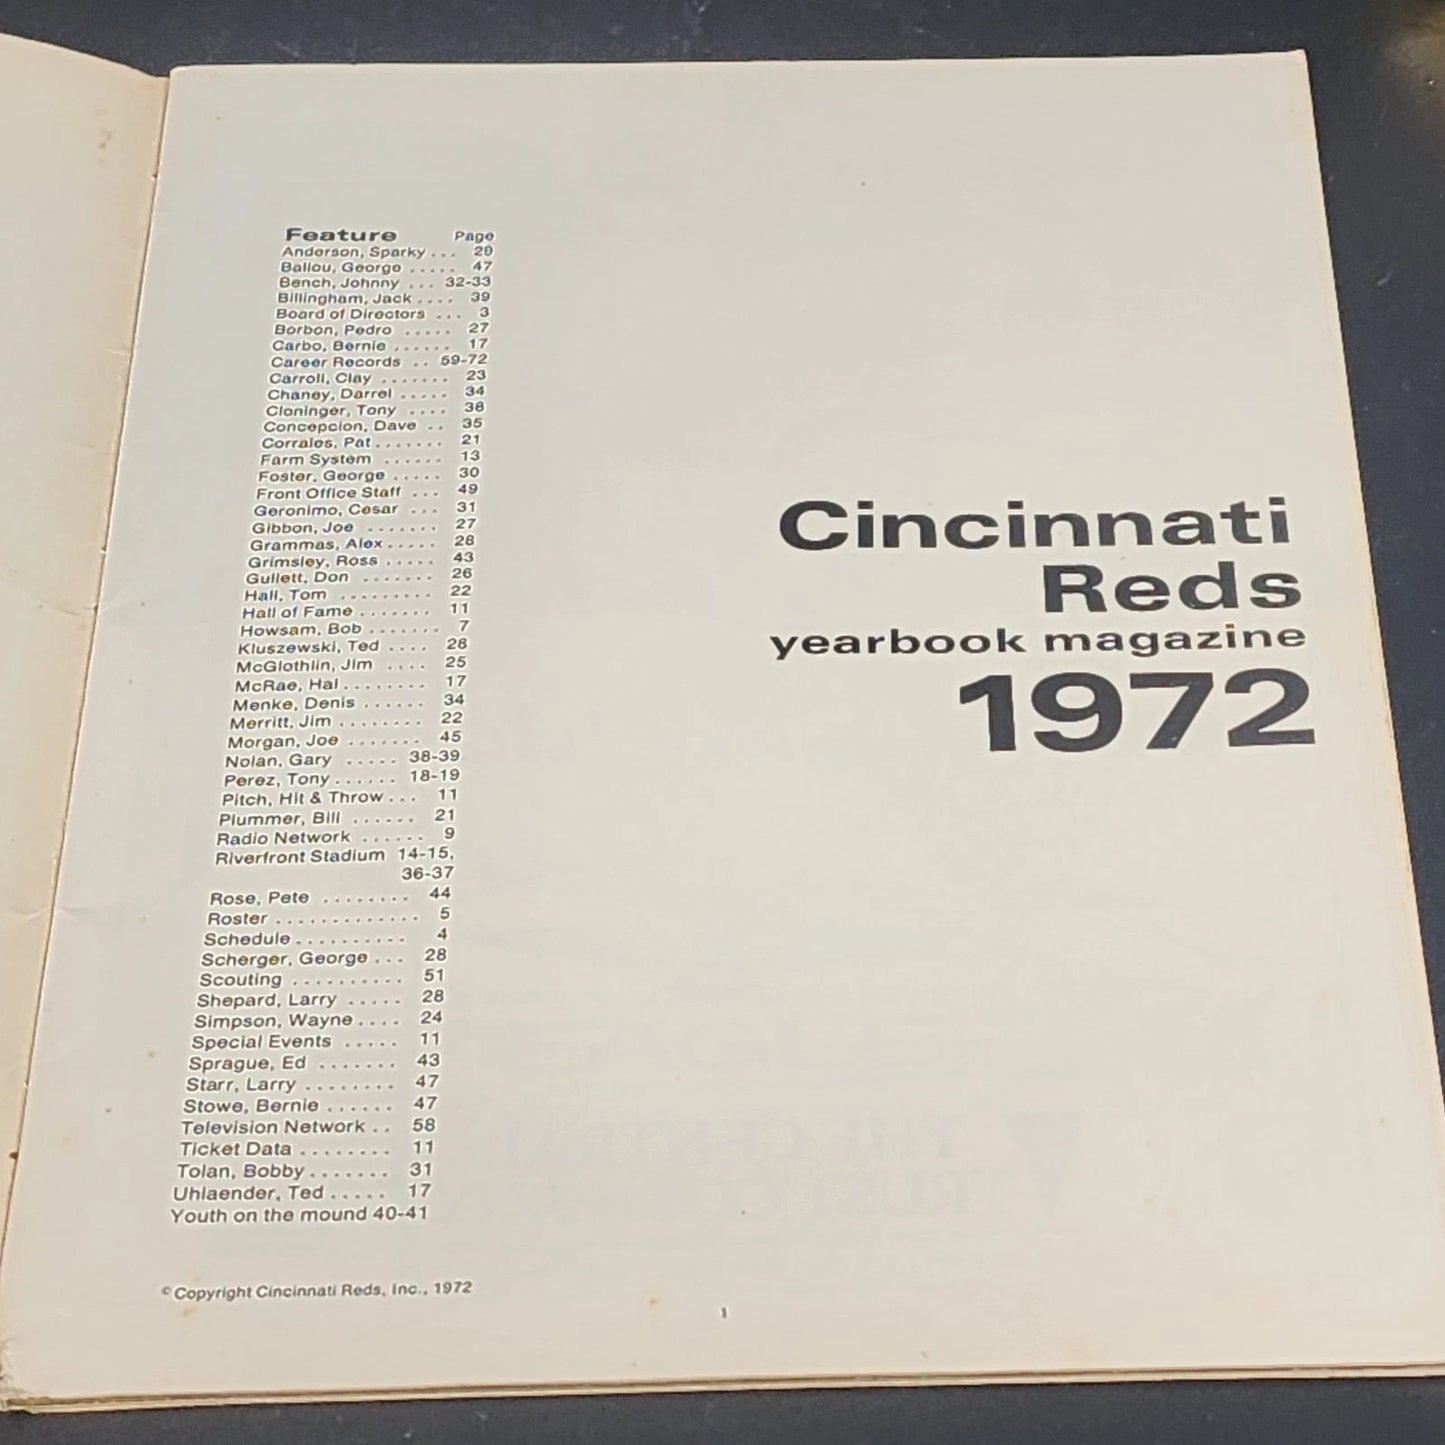 Feature Page
Anderson, Sparky . . . 29
Ballou, George . . . . . 47
Bench, Johnny . . . 32-33
Billingham, Jack . . . . 39
Board of Directors . . . 3
Borbon, Pedro . . . . . 27
Carbo, Bernie . . . . . . 17
Career Records . . 59-72
Carroll, Clay . . . . . . . 23
Chaney, Darrel . . . . . 34
Cloninger, Tony . . . . 38
Concepcion, Dave . . 35
Corrales, Pat . . . . . . . 21
Farm System . . . . . . 13
Foster, George . . . . . 30
Front Office Staff . . . 49
Geronimo, Cesar . . . 31
Gibbon, Joe . . . . . . . 27
Grammas, Alex . . . . . 28
Grimsley, Ross . . . . . 43
Gullett, Don . . . . . . . 26
Hall, Tom . . . . . . . . . 22
Hall of Fame . . . . . . . 11
Howsam, Bob . . . . . . . 7
Kluszewski, Ted . . . . 28
McGlothlin, Jim . . . . 25
McRae, Hal . . . . . . . . 17
Menke, Denis . . . . . . 34
Merritt, Jim . . . . . . . . 22
Morgan, Joe . . . . . . . 45
Nolan, Gary . . . . . 38-39
Perez, Tony . . . . . . 18-19
Pitch, Hit & Throw . . . 11
Plummer, Bill . . . . . . 21
Radio Network . . . . . . 9
Riverfront Stadium 14-15,
36-37
Rose, Pete . . . . . . . . 44
Roster . . . . . . . . . . . . . 5
Schedule . . . . . . . . . . 4
Scherger, George . . . 28
Scouting . . . . . . . . . . 51
Shepard, Larry . . . . . 28
Simpson, Wayne . . . . 24
Special Events . . . . . 11
Sprague, Ed . . . . . . . 43
Starr, Larry . . . . . . . . 47
Stowe, Bernie . . . . . . 47
Television Network . . 58
Ticket Data . . . . . . . . 11
Tolan, Bobby . . . . . . . 31
Uhlaender, Ted . . . . . 17
Youth on the mound 40-41
© Copyright Cincinnati Reds, Inc., 1972
Cincinnati
Reds
yearbook magazine
1972
1